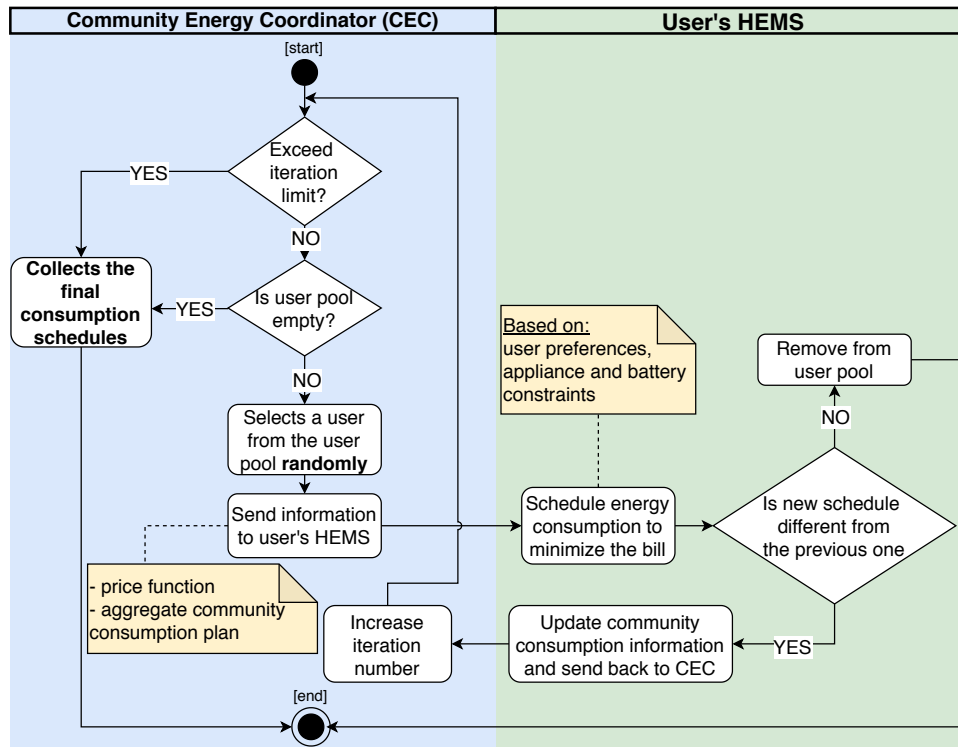 Community Energy Coordinator (CEC)
User's HEMS
[start]
Exceed
iteration
limit?
YES
NO
Collects the
final
consumption
schedules
YES
Is user pool
empty?
NO
Selects a user
from the user
pool randomly
Send information
to user's HEMS
- price function
- aggregate community
consumption plan
Increase
iteration
number
[end]
Based on:
user preferences,
appliance and battery
constraints
Schedule energy
consumption to
minimize the bill
Remove from
user pool
NO
Is new schedule
different from
the previous one
YES
Update community
consumption information
and send back to CEC